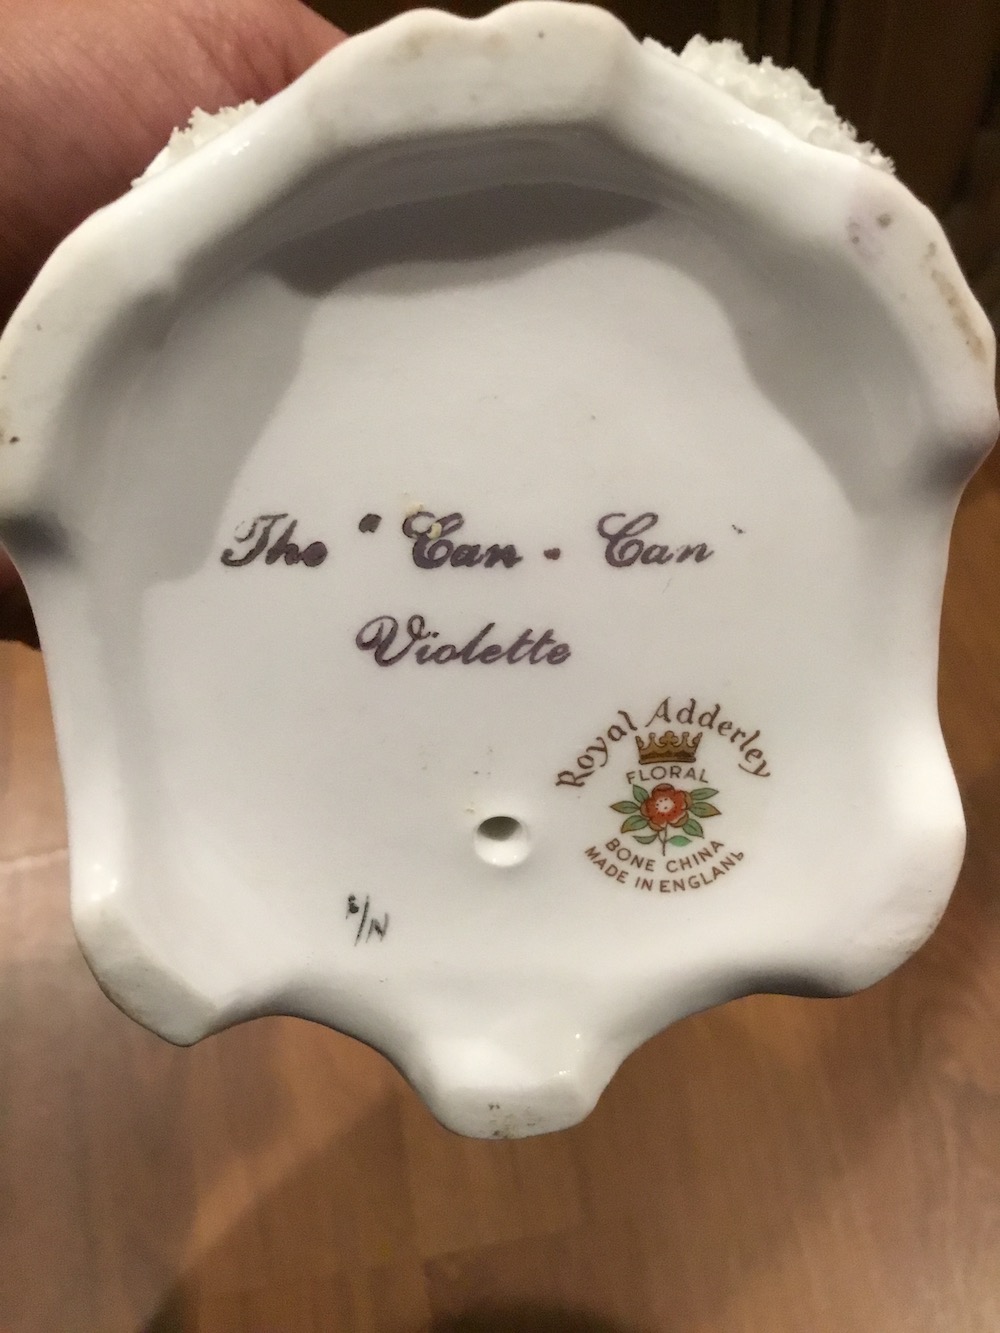 The "Can - Can"
Violette
Royal Adderley
FLORAL
BONE CHINA
MADE IN ENGLAND
E/N